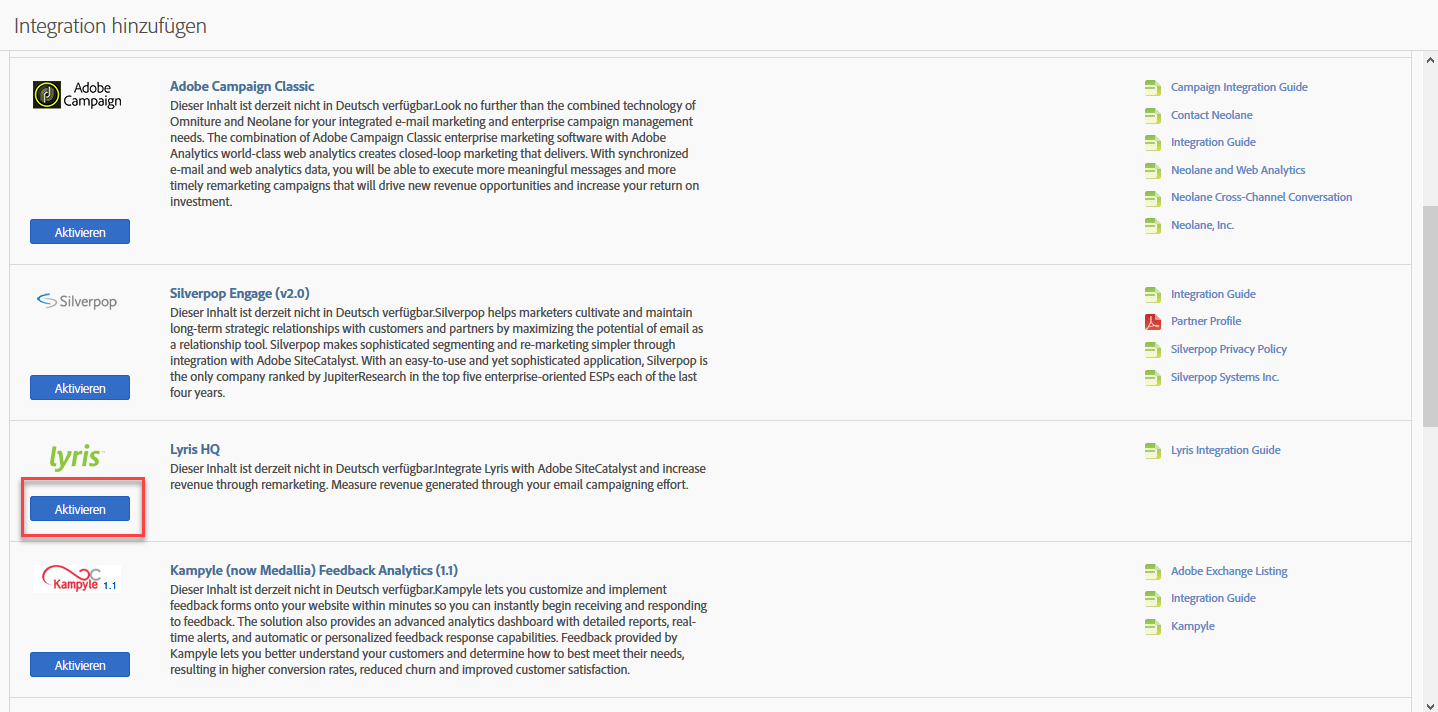 Integration hinzufügen
Adobe
Campaign
Adobe Campaign Classic
Dieser Inhalt ist derzeit nicht in Deutsch verfügbar.Look no further than the combined technology of
Omniture and Neolane for your integrated e-mail marketing and enterprise campaign management
needs. The combination of Adobe Campaign Classic enterprise marketing software with Adobe
Analytics world-class web analytics creates closed-loop marketing that delivers. With synchronized
e-mail and web analytics data, you will be able to execute more meaningful messages and more
timely remarketing campaigns that will drive new revenue opportunities and increase your return on
investment.
Aktivieren
Campaign Integration Guide
Contact Neolane
Integration Guide
Neolane and Web Analytics
Neolane Cross-Channel Conversation
Neolane, Inc.
Silverpop
Silverpop Engage (v2.0)
Dieser Inhalt ist derzeit nicht in Deutsch verfügbar.Silverpop helps marketers cultivate and maintain
long-term strategic relationships with customers and partners by maximizing the potential of email as
a relationship tool. Silverpop makes sophisticated segmenting and re-marketing simpler through
integration with Adobe SiteCatalyst. With an easy-to-use and yet sophisticated application, Silverpop is
the only company ranked by JupiterResearch in the top five enterprise-oriented ESPs each of the last
four years.
Aktivieren
Integration Guide
Partner Profile
Silverpop Privacy Policy
Silverpop Systems Inc.
lyris
Lyris HQ
Dieser Inhalt ist derzeit nicht in Deutsch verfügbar.Integrate Lyris with Adobe SiteCatalyst and increase
revenue through remarketing. Measure revenue generated through your email campaigning effort.
Aktivieren
Lyris Integration Guide
Kampyle 1.1
Kampyle (now Medallia) Feedback Analytics (1.1)
Dieser Inhalt ist derzeit nicht in Deutsch verfügbar.Kampyle lets you customize and implement
feedback forms onto your website within minutes so you can instantly begin receiving and responding
to feedback. The solution also provides an advanced analytics dashboard with detailed reports, real-
time alerts, and automatic or personalized feedback response capabilities. Feedback provided by
Kampyle lets you better understand your customers and determine how to best meet their needs,
resulting in higher conversion rates, reduced churn and improved customer satisfaction.
Aktivieren
Adobe Exchange Listing
Integration Guide
Kampyle